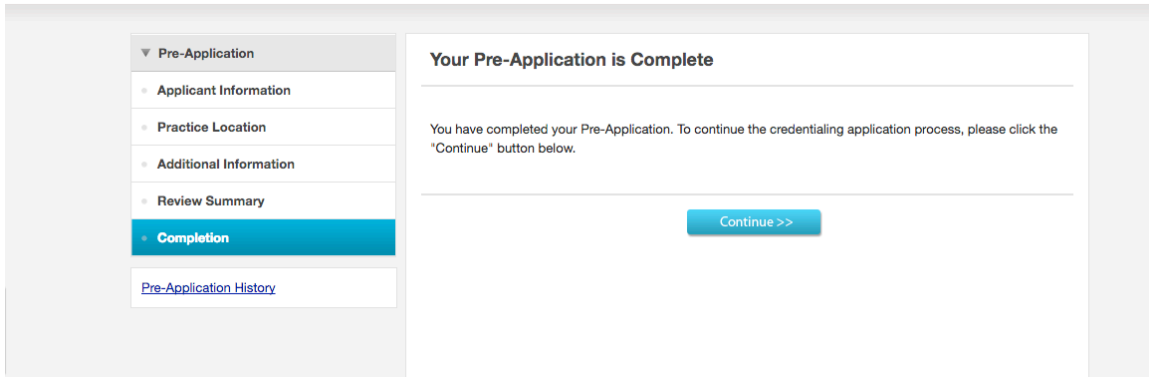 Pre-Application
Applicant Information
Practice Location
Additional Information
Review Summary
Completion
Pre-Application History
Your Pre-Application is Complete
You have completed your Pre-Application. To continue the credentialing application process, please click the
"Continue" button below.
Continue >>